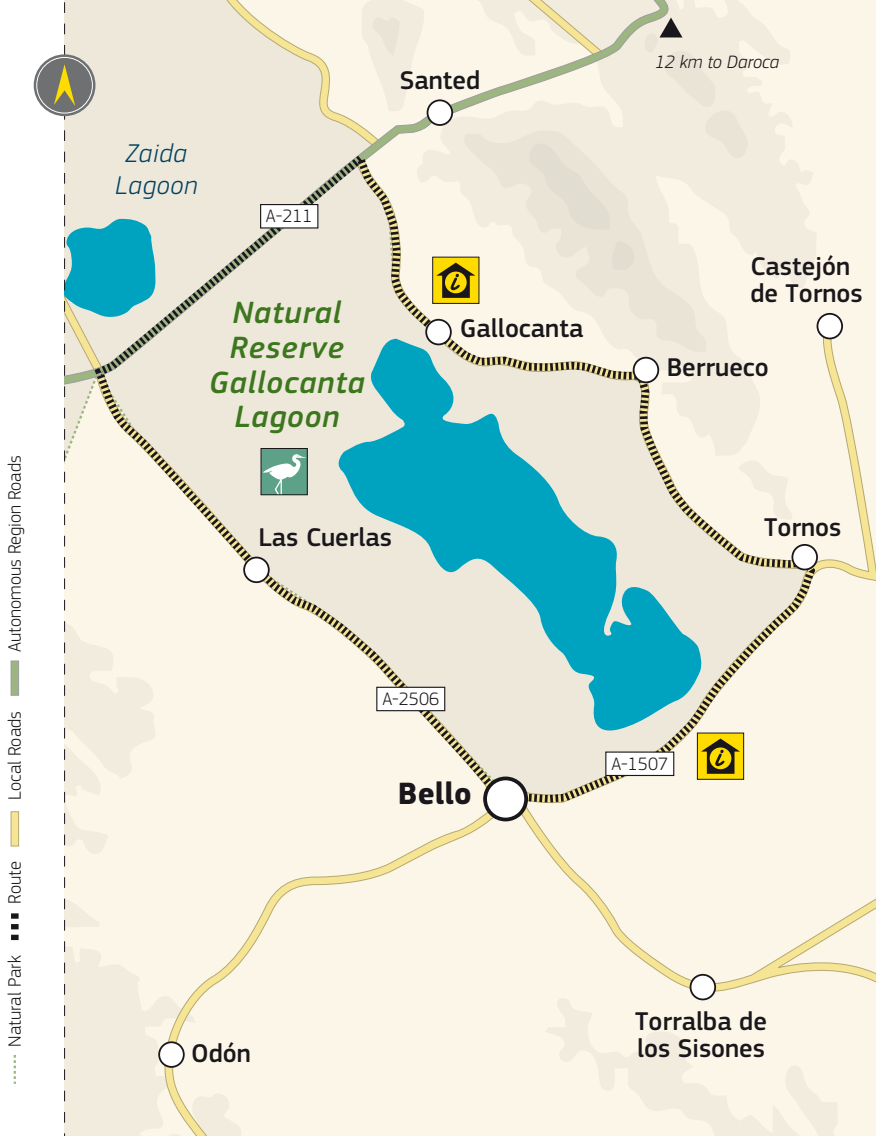 12 km to Daroca
Santed
Zaida
Lagoon
A-211
Castejón
de Tornos
Natural
Reserve
Gallocanta
Lagoon
i
Gallocanta
Berrueco
Tornos
Las Cuerlas
A-2506
A-1507
i
Bello
Torralba de
los Sisones
Odón
Natural Park
Route
Local Roads
Autonomous Region Roads